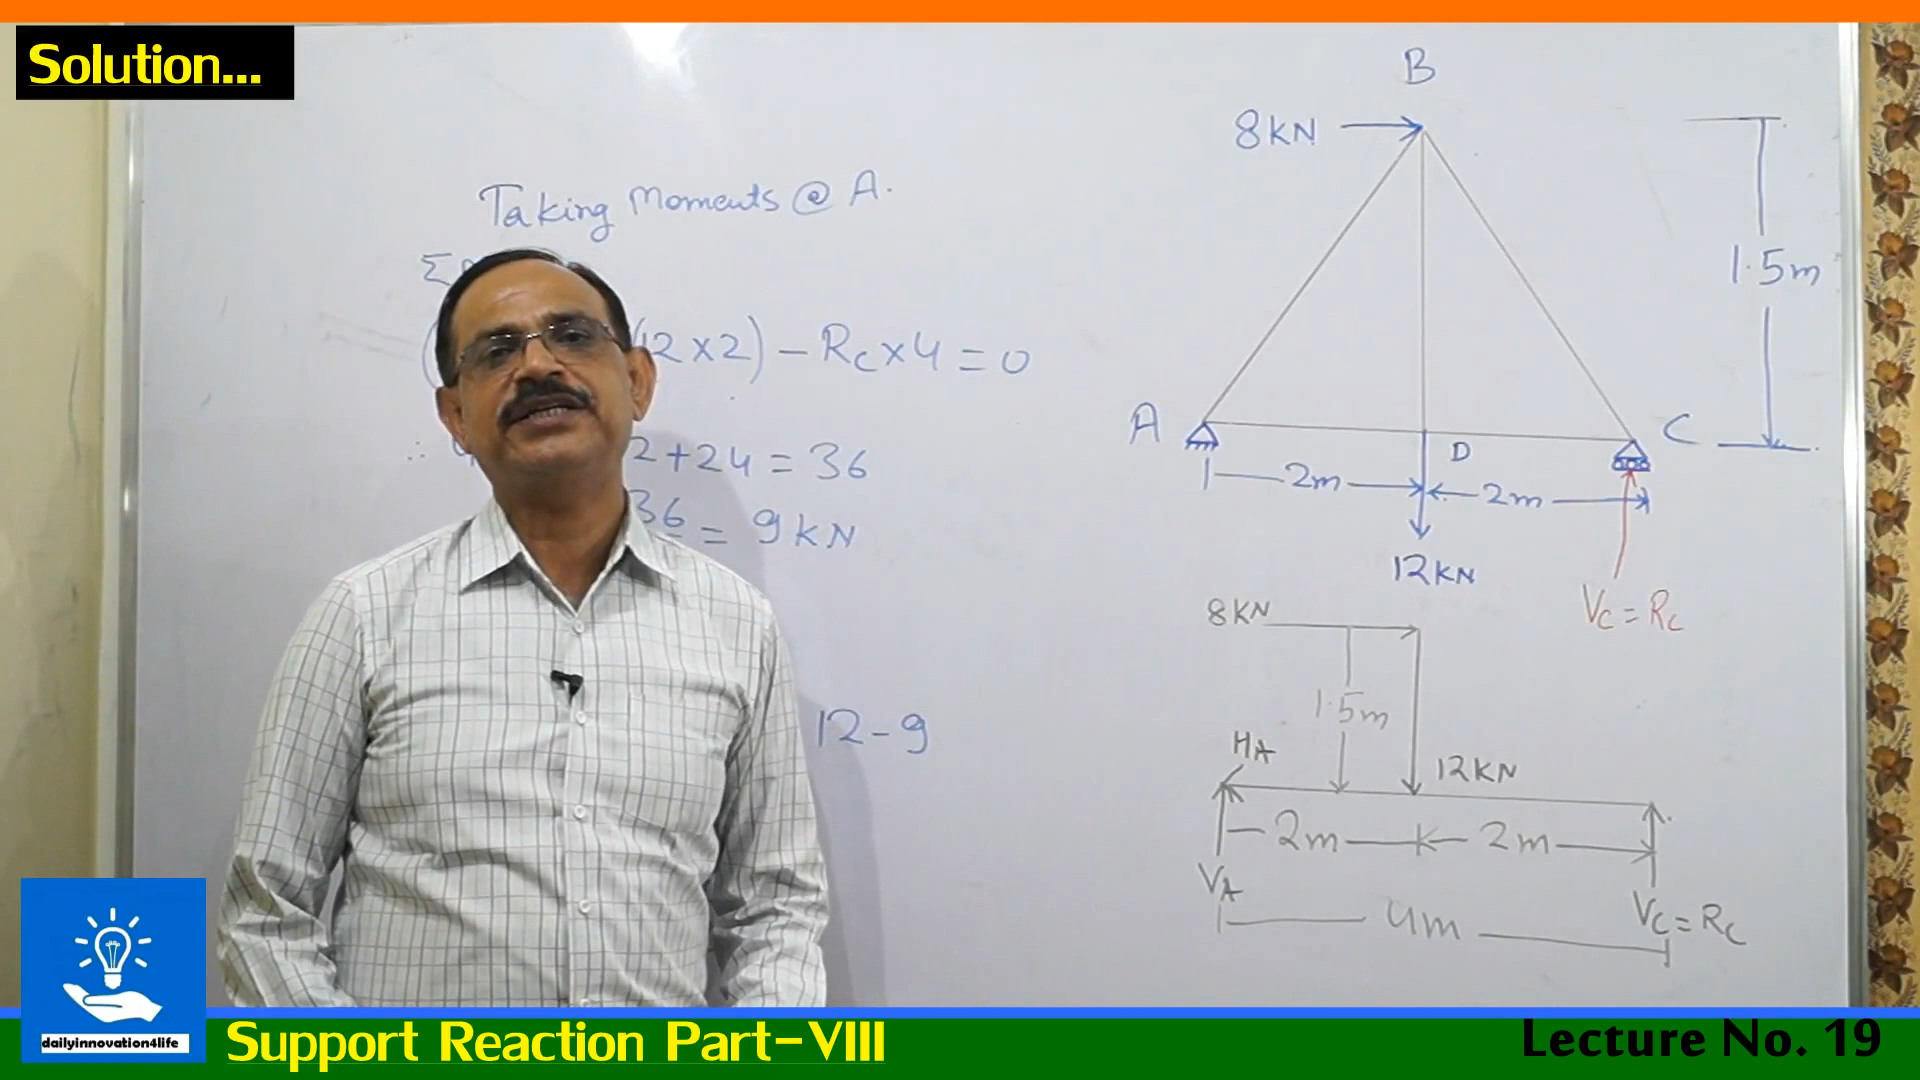 Solution...
Taking Moments @ A.
Σ
(12×2) – Rc×4 = 0
∴ 2+24 = 36
36 = 9 KN
12-9
B
8KN
1.5m
A
C
D
2m
2m
12KN
Vc = Rc
8KN
1.5m
HA
12KN
2m
2m
VA
4m
Vc = Rc
dailyinnovation4life
Support Reaction Part-VIII
Lecture No. 19